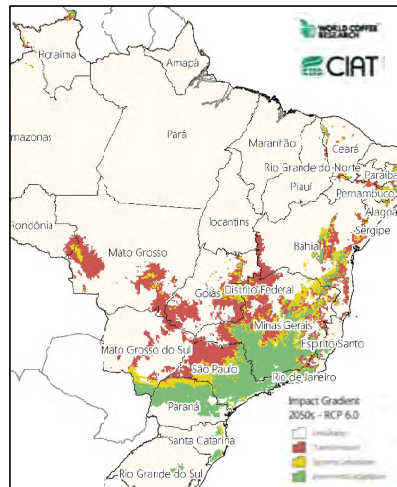 WORLD COFFEE
RESEARCH
CIAT
Roraima
Amapá
Amazonas
Pará
Maranhão
Ceará
Rio Grande do Norte
Paraíba
Piauí
Pernambuco
Alagoa
Sergipe
Rondônia
Tocantins
Mato Grosso
Bahia
Goiás
Distrito Federal
Minas Gerais
Mato Grosso do Sul
Espírito Santo
São Paulo
Rio de Janeiro
Paraná
Santa Catarina
Rio Grande do Sul
Impact Gradient
2050s - RCP 6.0